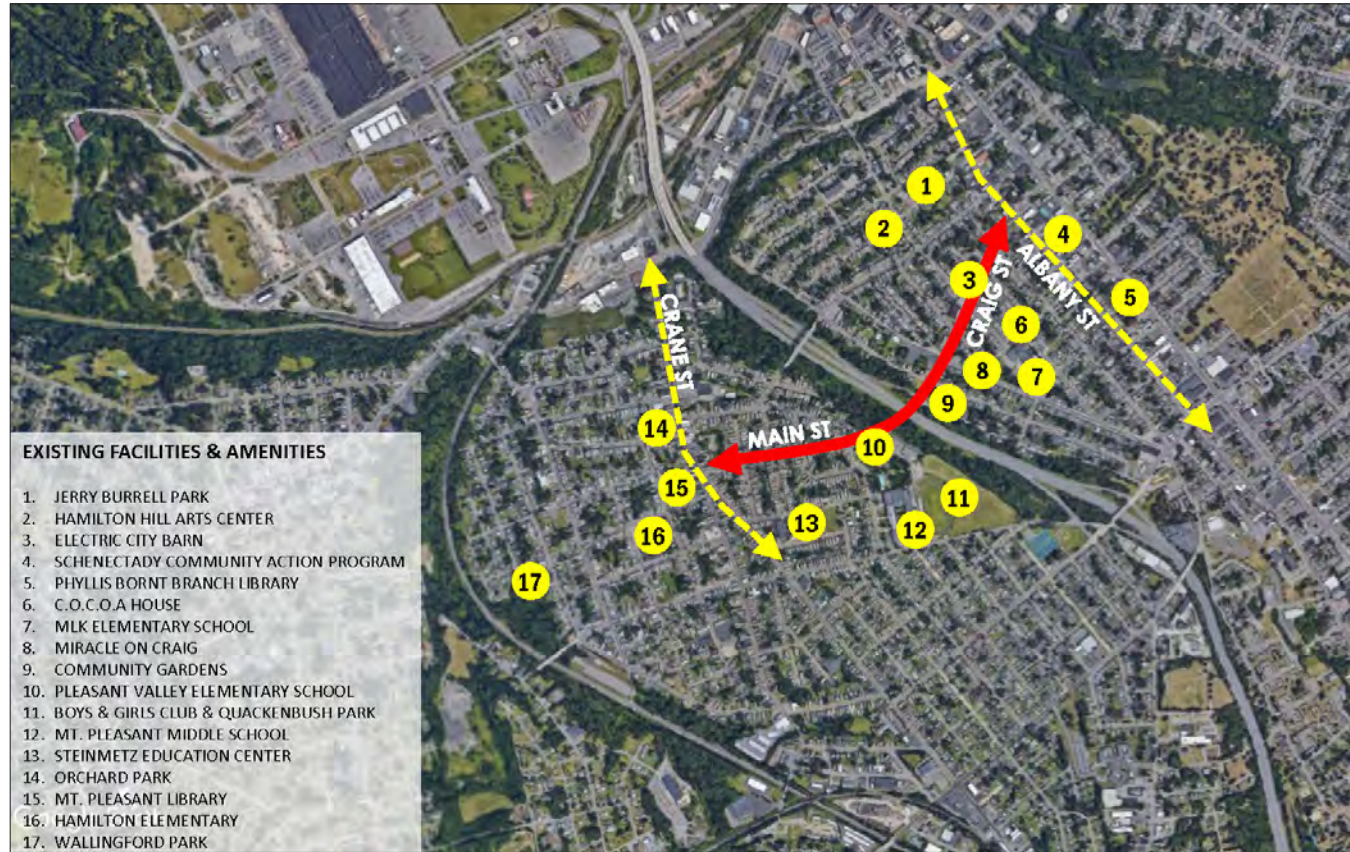 1
2
3
4
5
6
7
8
9
10
11
12
13
14
15
16
17
CRANE ST
MAIN ST
CRAIG ST
ALBANY ST
EXISTING FACILITIES & AMENITIES
1. JERRY BURRELL PARK
2. HAMILTON HILL ARTS CENTER
3. ELECTRIC CITY BARN
4. SCHENECTADY COMMUNITY ACTION PROGRAM
5. PHYLLIS BORNT BRANCH LIBRARY
6. C.O.C.O.A HOUSE
7. MLK ELEMENTARY SCHOOL
8. MIRACLE ON CRAIG
9. COMMUNITY GARDENS
10. PLEASANT VALLEY ELEMENTARY SCHOOL
11. BOYS & GIRLS CLUB & QUACKENBUSH PARK
12. MT. PLEASANT MIDDLE SCHOOL
13. STEINMETZ EDUCATION CENTER
14. ORCHARD PARK
15. MT. PLEASANT LIBRARY
16. HAMILTON ELEMENTARY
17. WALLINGFORD PARK